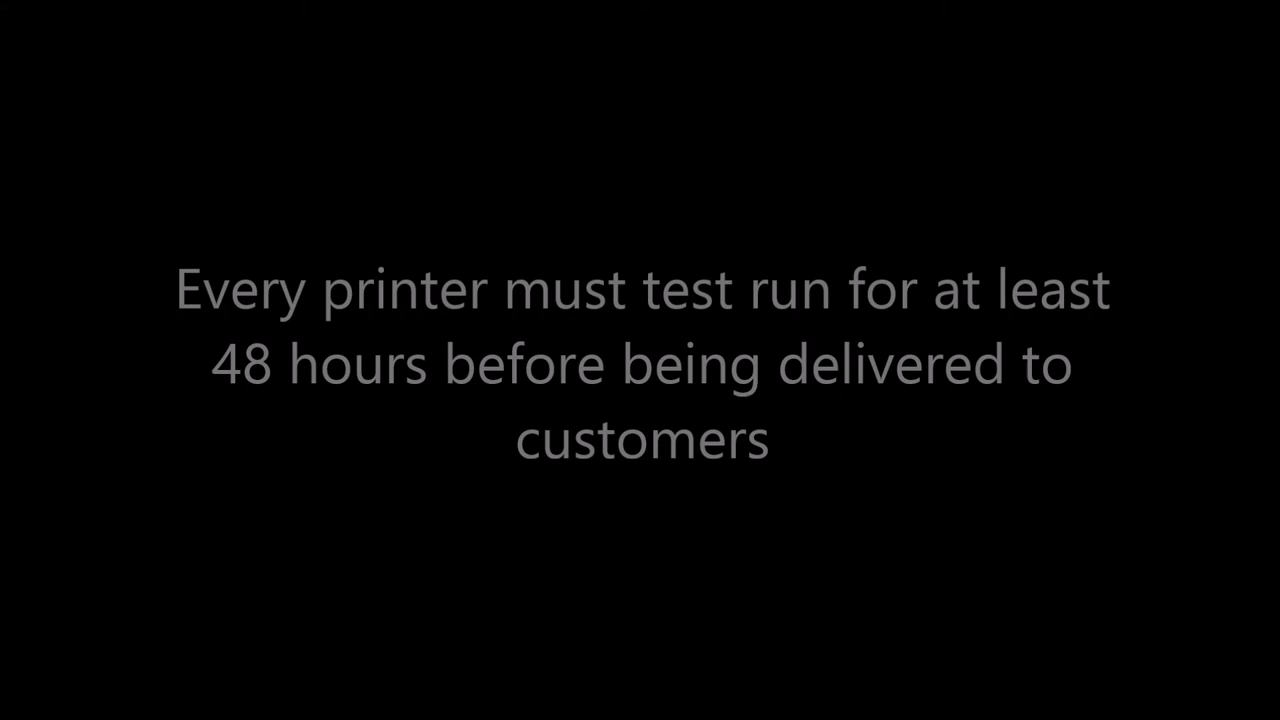 Every printer must test run for at least
48 hours before being delivered to
customers